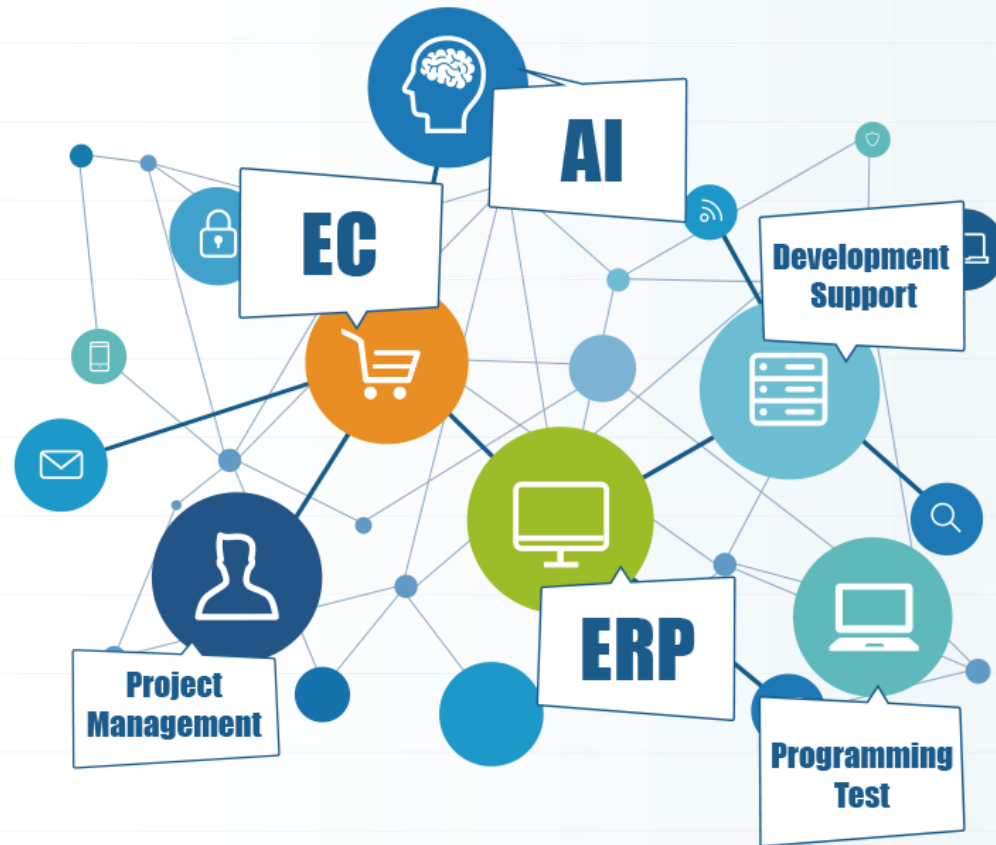 AI
EC
Development
Support
ERP
Project
Management
Programming
Test